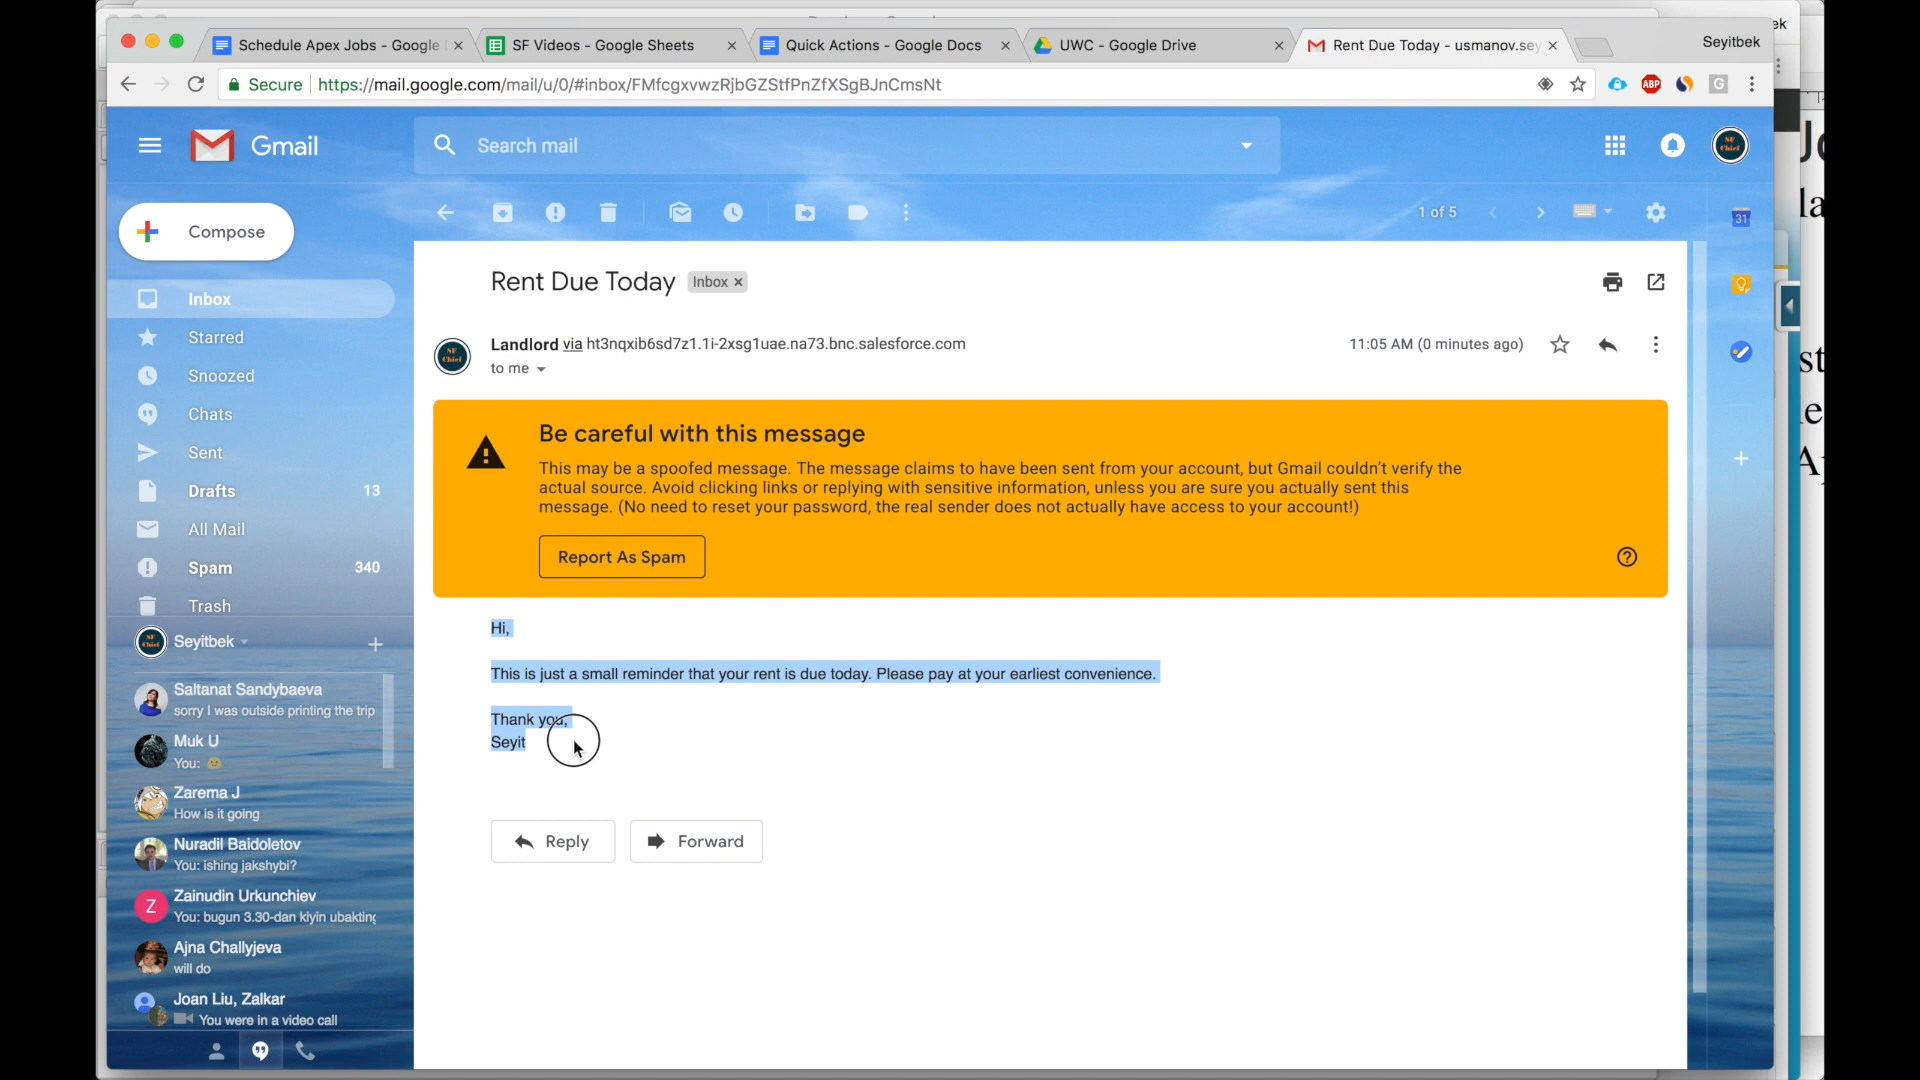 Schedule Apex Jobs - Google
SF Videos - Google Sheets
Quick Actions - Google Docs
UWC - Google Drive
Rent Due Today - usmanov.sey
Seyitbek
ek
Secure
https://mail.google.com/mail/u/0/#inbox/FMfcgxvwzRjbGZStfPnZfXSgBJnCmsNt
ABP
G
Gmail
Search mail
SF
Chief
Compose
1 of 5
31
Inbox
Starred
Snoozed
Chats
Sent
Drafts 13
All Mail
Spam 340
Trash
Rent Due Today
Inbox
SF
Chief
Landlord via ht3nqxib6sd7z1.1i-2xsg1uae.na73.bnc.salesforce.com
11:05 AM (0 minutes ago)
to me
Be careful with this message
This may be a spoofed message. The message claims to have been sent from your account, but Gmail couldn't verify the
actual source. Avoid clicking links or replying with sensitive information, unless you are sure you actually sent this
message. (No need to reset your password, the real sender does not actually have access to your account!)
Report As Spam
Hi,
This is just a small reminder that your rent is due today. Please pay at your earliest convenience.
Thank you,
Seyit
Reply
Forward
SF
Chief
Seyitbek
Saltanat Sandybaeva
sorry I was outside printing the trip
Muk U
You:
Zarema J
How is it going
Nuradil Baidoletov
You: ishing jakshybi?
Z
Zainudin Urkunchiev
You: bugun 3.30-dan kiyin ubakting
Ajna Challyjeva
will do
Joan Liu, Zalkar
You were in a video call